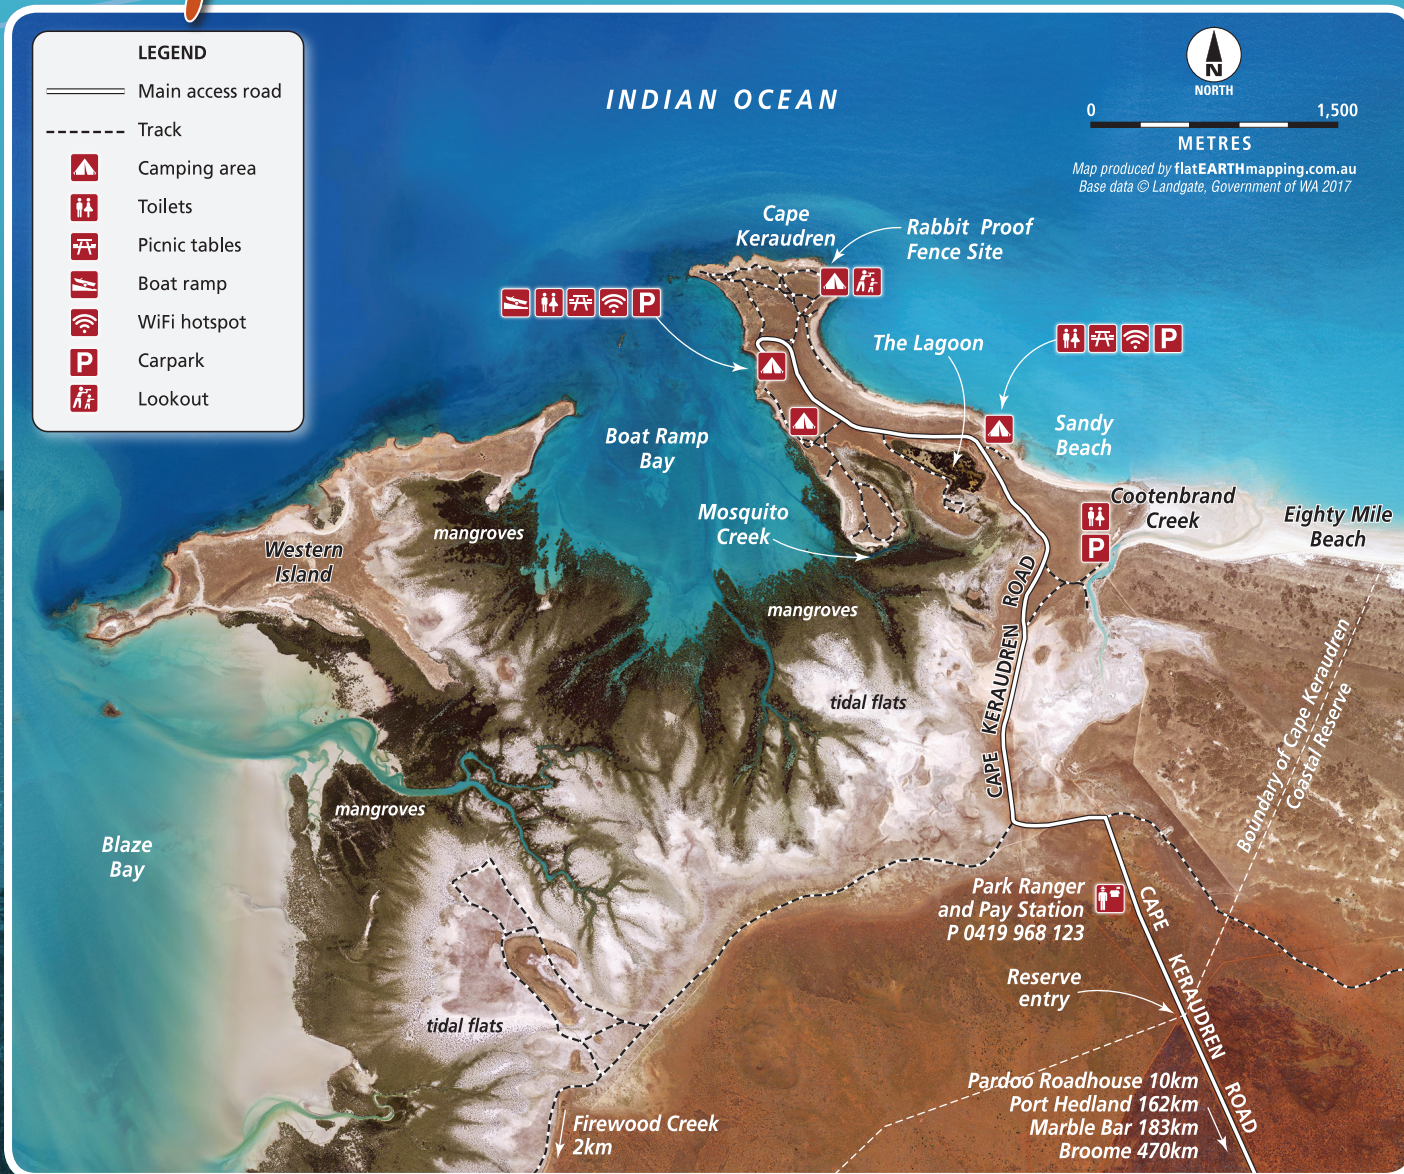 LEGEND
Main access road
Track
Camping area
Toilets
Picnic tables
Boat ramp
WiFi hotspot
P
Carpark
Lookout
INDIAN OCEAN
N
NORTH
0 1,500
METRES
Map produced by flatEARTHmapping.com.au
Base data © Landgate, Government of WA 2017
Cape
Keraudren
Rabbit Proof
Fence Site
P
The Lagoon
P
Sandy
Beach
Boat Ramp
Bay
Mosquito
Creek
Cootenbrand
Creek
P
Eighty Mile
Beach
mangroves
Western
Island
mangroves
CAPE KERAUDREN ROAD
tidal flats
Boundary of Cape Keraudren
Coastal Reserve
mangroves
Blaze
Bay
Park Ranger
and Pay Station
P 0419 968 123
CAPE KERAUDREN ROAD
Reserve
entry
tidal flats
Pardoo Roadhouse 10km
Port Hedland 162km
Marble Bar 183km
Broome 470km
Firewood Creek
2km